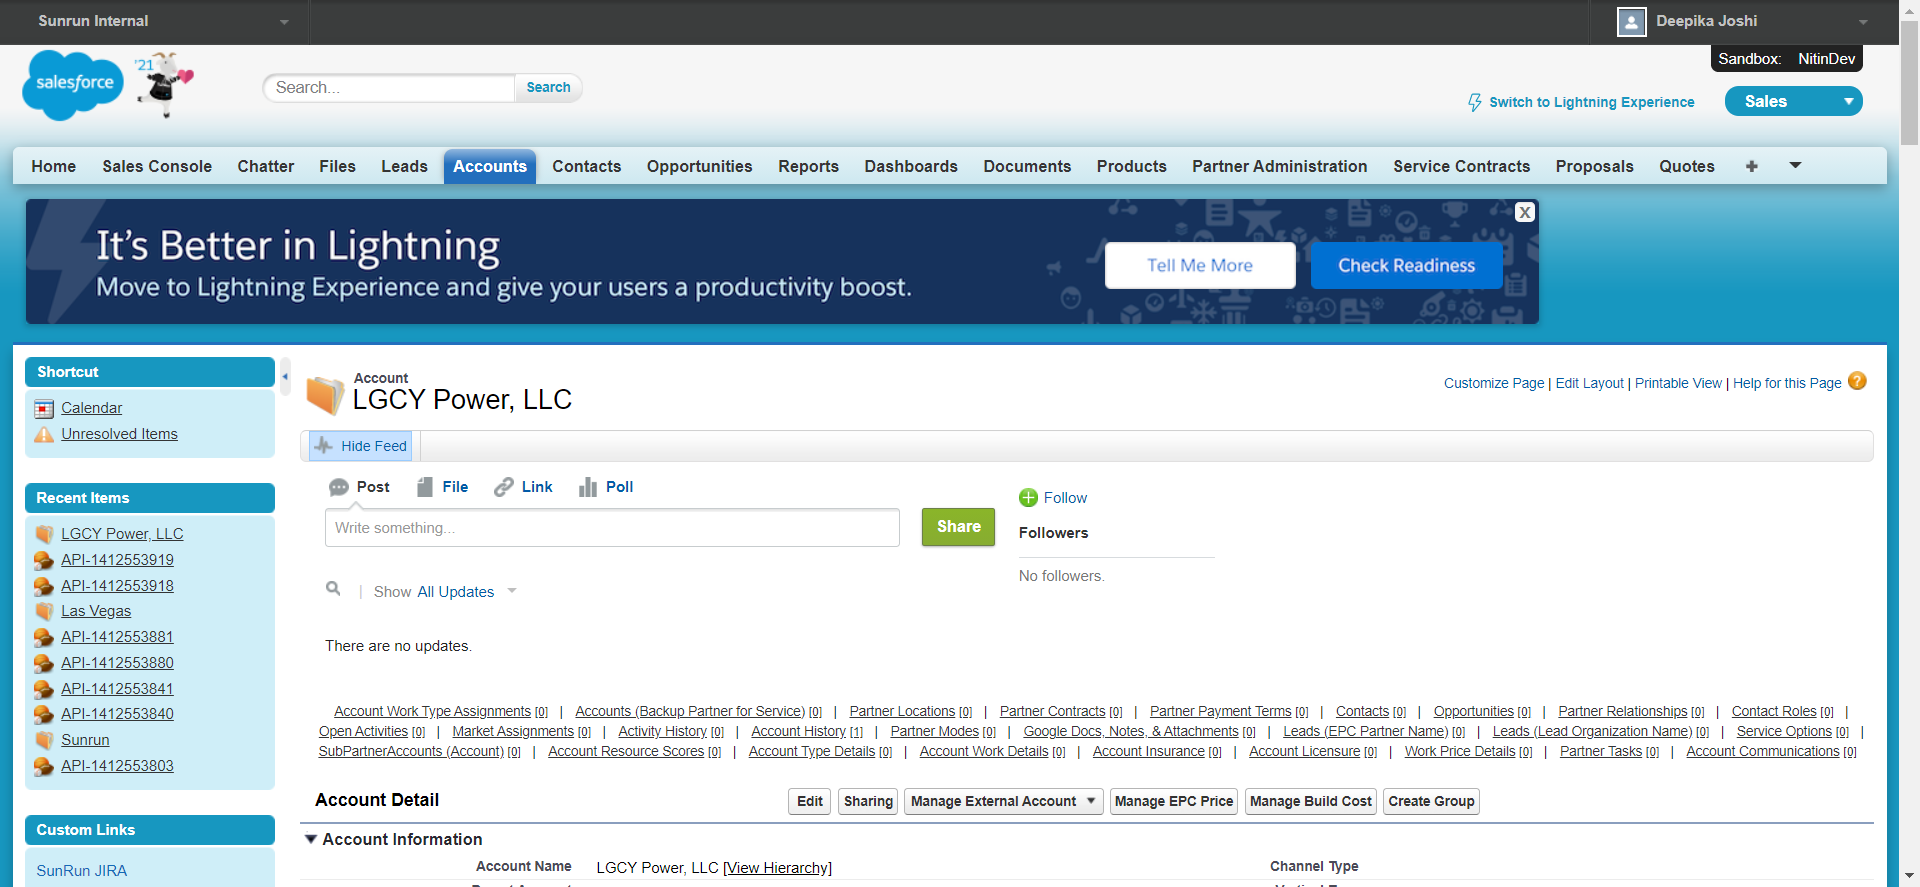 Sunrun Internal
Deepika Joshi
salesforce
'21
Search...
Search
Sandbox: NitinDev
Switch to Lightning Experience
Sales
Home Sales Console Chatter Files Leads Accounts Contacts Opportunities Reports Dashboards Documents Products Partner Administration Service Contracts Proposals Quotes +
It's Better in Lightning
Move to Lightning Experience and give your users a productivity boost.
Tell Me More
Check Readiness
X
Shortcut
Calendar
Unresolved Items
Recent Items
LGCY Power, LLC
API-1412553919
API-1412553918
Las Vegas
API-1412553881
API-1412553880
API-1412553841
API-1412553840
Sunrun
API-1412553803
Custom Links
SunRun JIRA
Account
LGCY Power, LLC
Customize Page | Edit Layout | Printable View | Help for this Page ?
Hide Feed
Post File Link Poll
Write something...
Share
Follow
Followers
No followers.
| Show All Updates
There are no updates.
Account Work Type Assignments [0] | Accounts (Backup Partner for Service) [0] | Partner Locations [0] | Partner Contracts [0] | Partner Payment Terms [0] | Contacts [0] | Opportunities [0] | Partner Relationships [0] | Contact Roles [0] |
Open Activities [0] | Market Assignments [0] | Activity History [0] | Account History [1] | Partner Modes [0] | Google Docs, Notes, & Attachments [0] | Leads (EPC Partner Name) [0] | Leads (Lead Organization Name) [0] | Service Options [0] |
SubPartnerAccounts (Account) [0] | Account Resource Scores [0] | Account Type Details [0] | Account Work Details [0] | Account Insurance [0] | Account Licensure [0] | Work Price Details [0] | Partner Tasks [0] | Account Communications [0]
Account Detail
Edit Sharing Manage External Account Manage EPC Price Manage Build Cost Create Group
Account Information
Account Name LGCY Power, LLC [View Hierarchy]
Channel Type